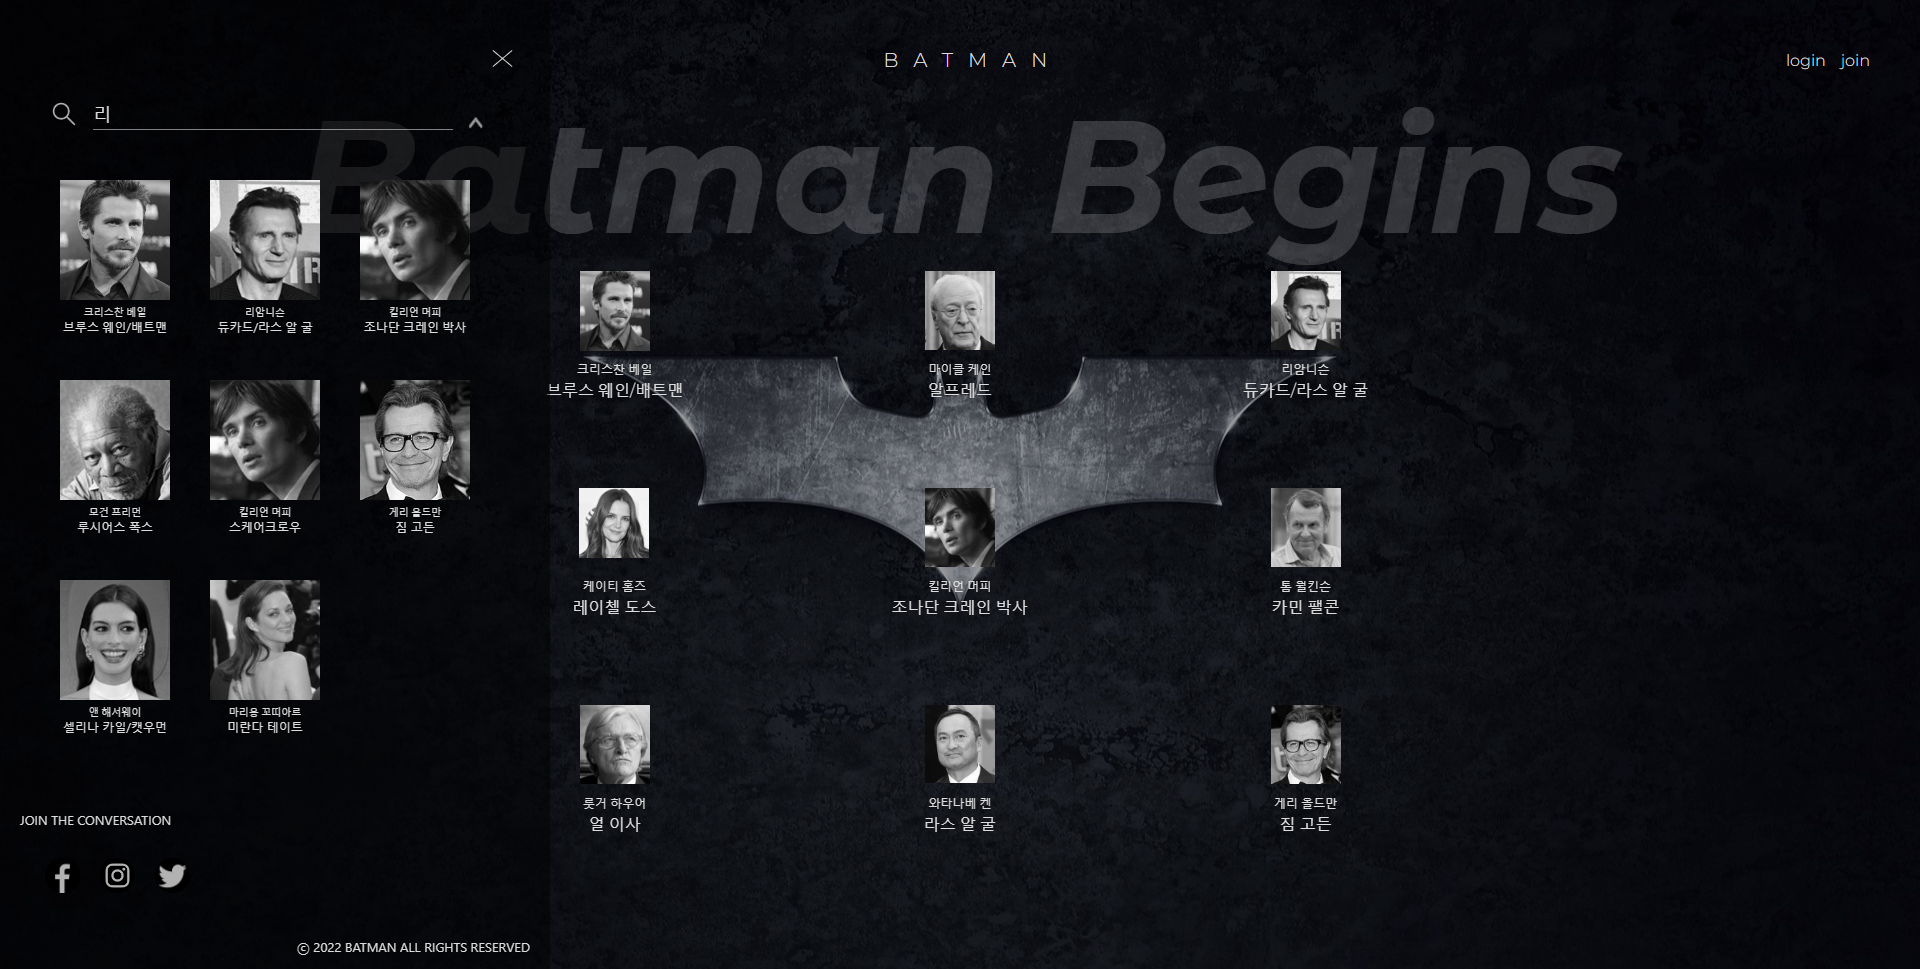 BATMAN
login join
리
Batman Begins
크리스찬 베일
브루스 웨인/배트맨
리암니슨
듀카드/라스 알 굴
킬리언 머피
조나단 크레인 박사
모건 프리먼
루시어스 폭스
킬리언 머피
스케어크로우
게리 올드만
짐 고든
앤 해서웨이
셀리나 카일/캣우먼
마리옹 꼬띠아르
미란다 테이트
JOIN THE CONVERSATION
© 2022 BATMAN ALL RIGHTS RESERVED
크리스찬 베일
브루스 웨인/배트맨
마이클 케인
알프레드
리암니슨
듀카드/라스 알 굴
케이티 홈즈
레이첼 도스
킬리언 머피
조나단 크레인 박사
톰 윌킨슨
카민 팰콘
룻거 하우어
얼 이사
와타나베 켄
라스 알 굴
게리 올드만
짐 고든